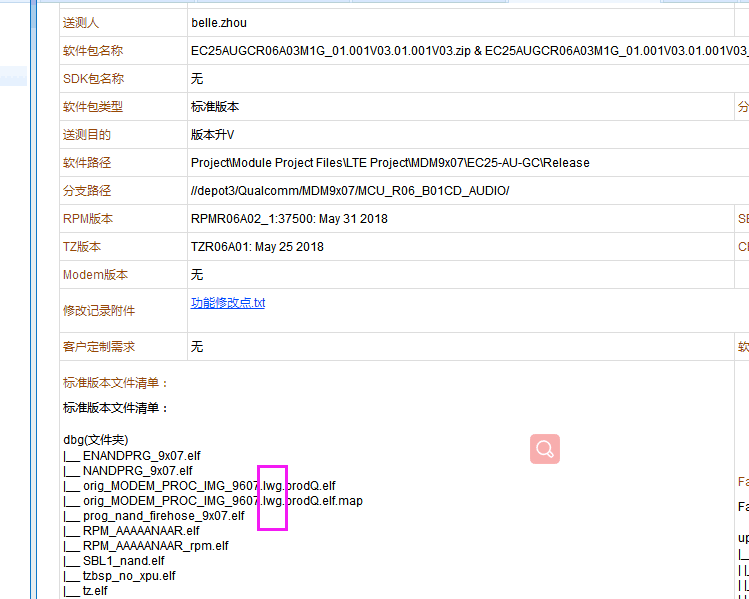 送测人 belle.zhou
软件包名称 EC25AUGCR06A03M1G_01.001V03.01.001V03.zip & EC25AUGCR06A03M1G_01.001V03.01.001V03_
SDK包名称 无
软件包类型 标准版本 分
送测目的 版本升V
软件路径 Project\Module Project Files\LTE Project\MDM9x07\EC25-AU-GC\Release
分支路径 //depot3/Qualcomm/MDM9x07/MCU_R06_B01CD_AUDIO/
RPM版本 RPMR06A02_1:37500: May 31 2018
TZ版本 TZR06A01: May 25 2018
Modem版本 无
修改记录附件 功能修改点.txt
客户定制需求 无 软
标准版本文件清单：
标准版本文件清单：
dbg(文件夹)
|__ ENANDPRG_9x07.elf
|__ NANDPRG_9x07.elf
|__ orig_MODEM_PROC_IMG_9607.lwg.prodQ.elf
|__ orig_MODEM_PROC_IMG_9607.lwg.prodQ.elf.map
|__ prog_nand_firehose_9x07.elf
|__ RPM_AAAANAAR.elf
|__ RPM_AAAANAAR_rpm.elf
|__ SBL1_nand.elf
|__ tzbsp_no_xpu.elf
|__ tz.elf